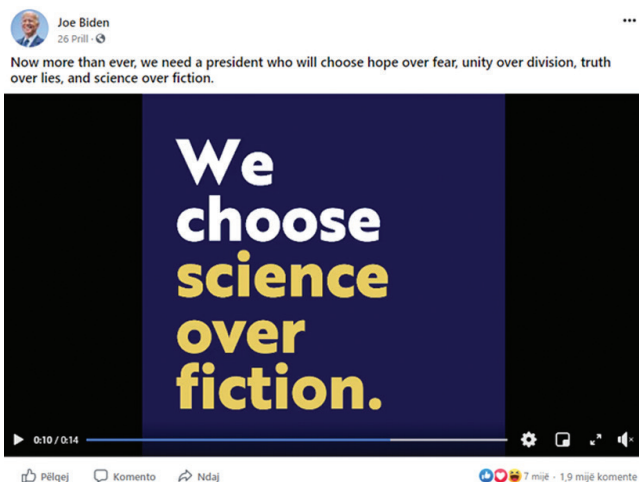 Joe Biden
26 Prill ·
Now more than ever, we need a president who will choose hope over fear, unity over division, truth
over lies, and science over fiction.
We
choose
science
over
fiction.
0:10 / 0:14
Pëlqej Komento Ndaj 7 mijë · 1,9 mijë komente